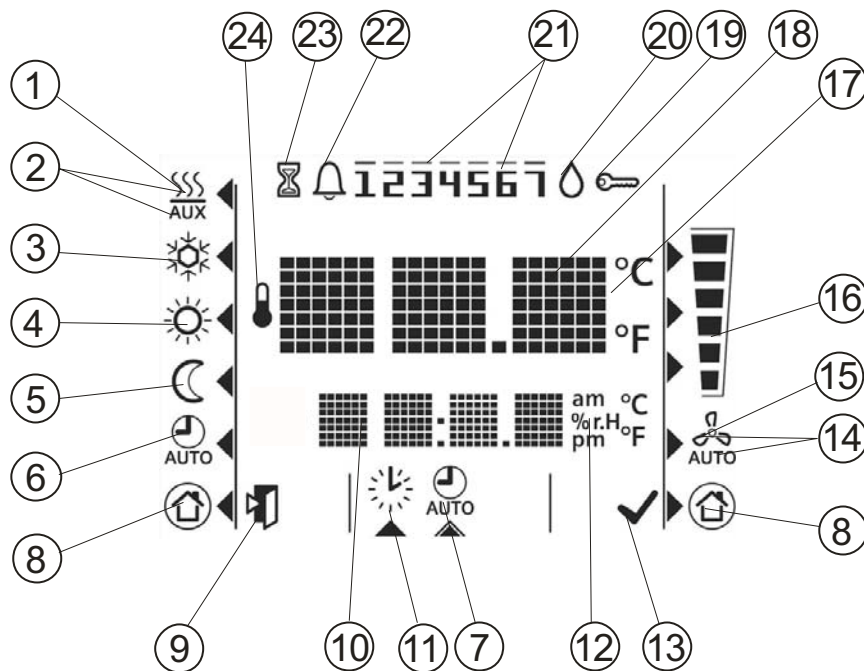 24 23 22 21 20 19 18
1 17
2
AUX
1234567
3 °C
4 °F 16
5 am °C 15
% r.H
6 pm °F 14
AUTO AUTO AUTO
8 8
9 10 11 7 12 13